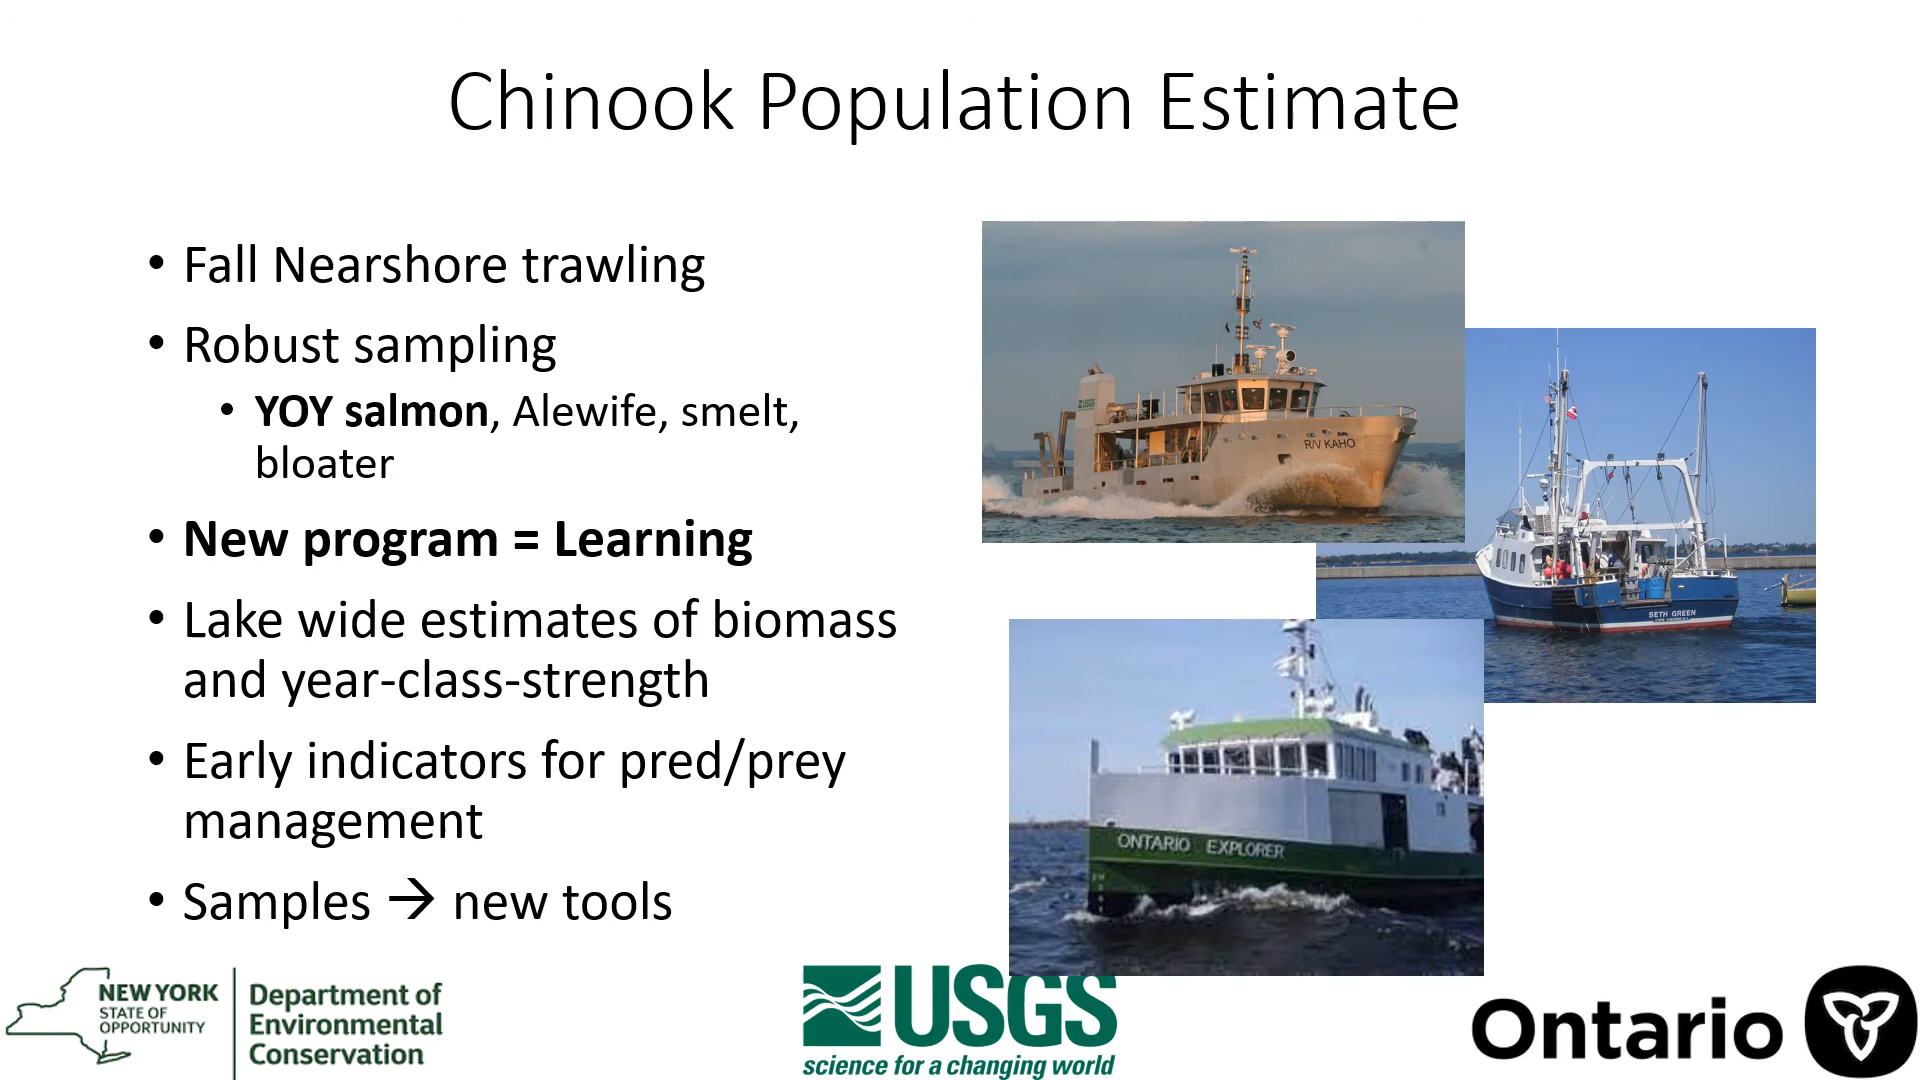 Chinook Population Estimate
• Fall Nearshore trawling
• Robust sampling
• YOY salmon, Alewife, smelt,
bloater
• New program = Learning
• Lake wide estimates of biomass
and year-class-strength
• Early indicators for pred/prey
management
• Samples → new tools
USGS
R/V KAHO
SETH GREEN
ONTARIO EXPLORER
NEW YORK
STATE OF
OPPORTUNITY
Department of
Environmental
Conservation
USGS
science for a changing world
Ontario